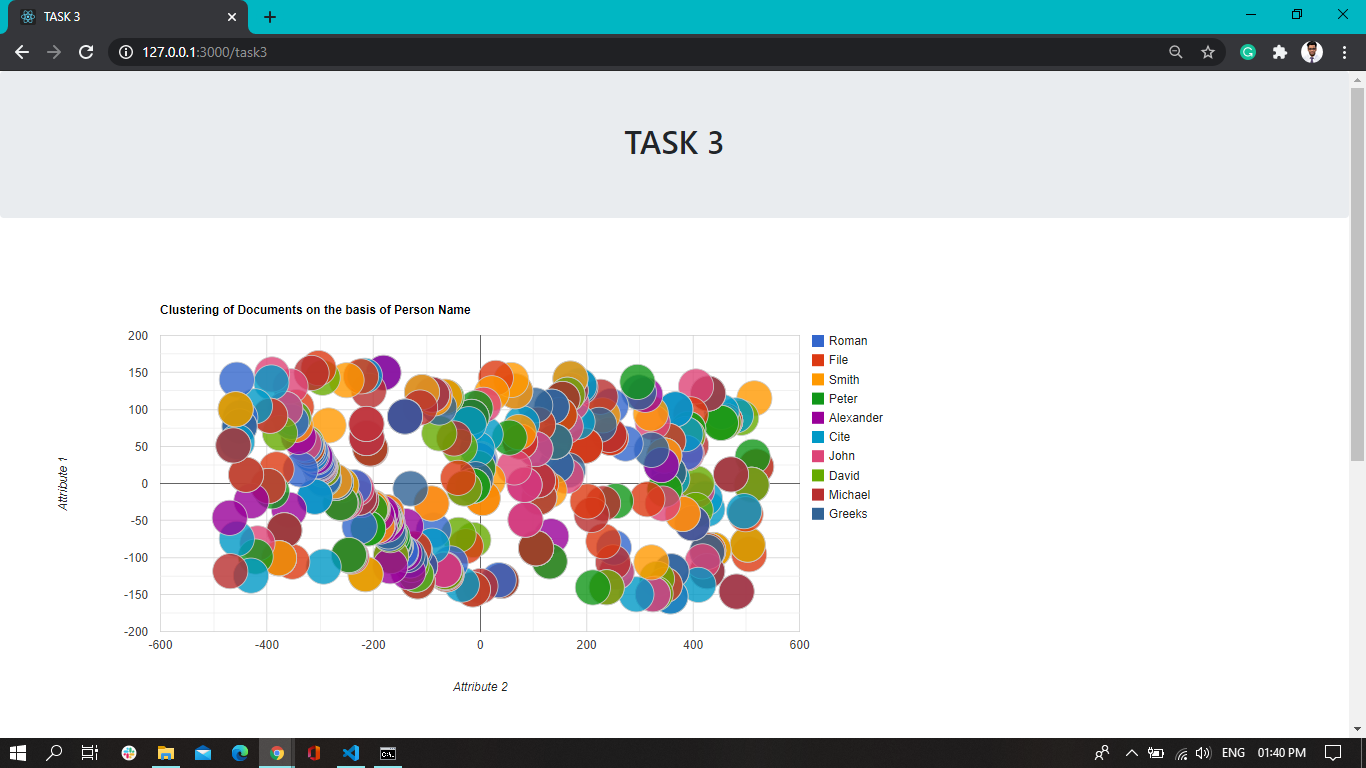 TASK 3
127.0.0.1:3000/task3
TASK 3
Clustering of Documents on the basis of Person Name
200
150
100
50
0
-50
-100
-150
-200
Attribute 1
-600
-400
-200
0
200
400
600
Attribute 2
Roman
File
Smith
Peter
Alexander
Cite
John
David
Michael
Greeks
ENG
01:40 PM